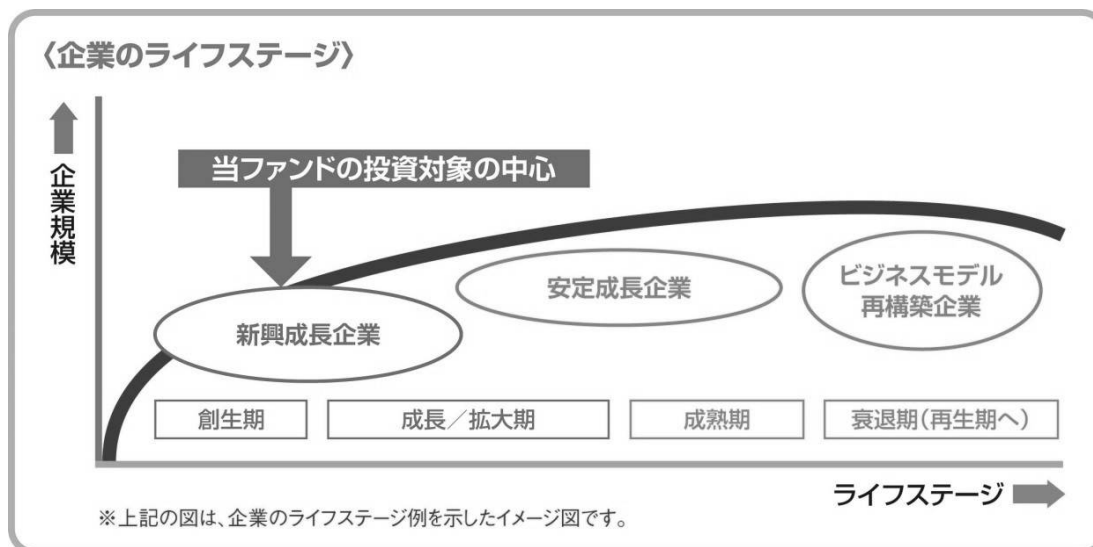 〈企業のライフステージ〉
企業規模
当ファンドの投資対象の中心
新興成長企業
安定成長企業
ビジネスモデル
再構築企業
創生期
成長／拡大期
成熟期
衰退期(再生期へ)
ライフステージ
※上記の図は、企業のライフステージ例を示したイメージ図です。